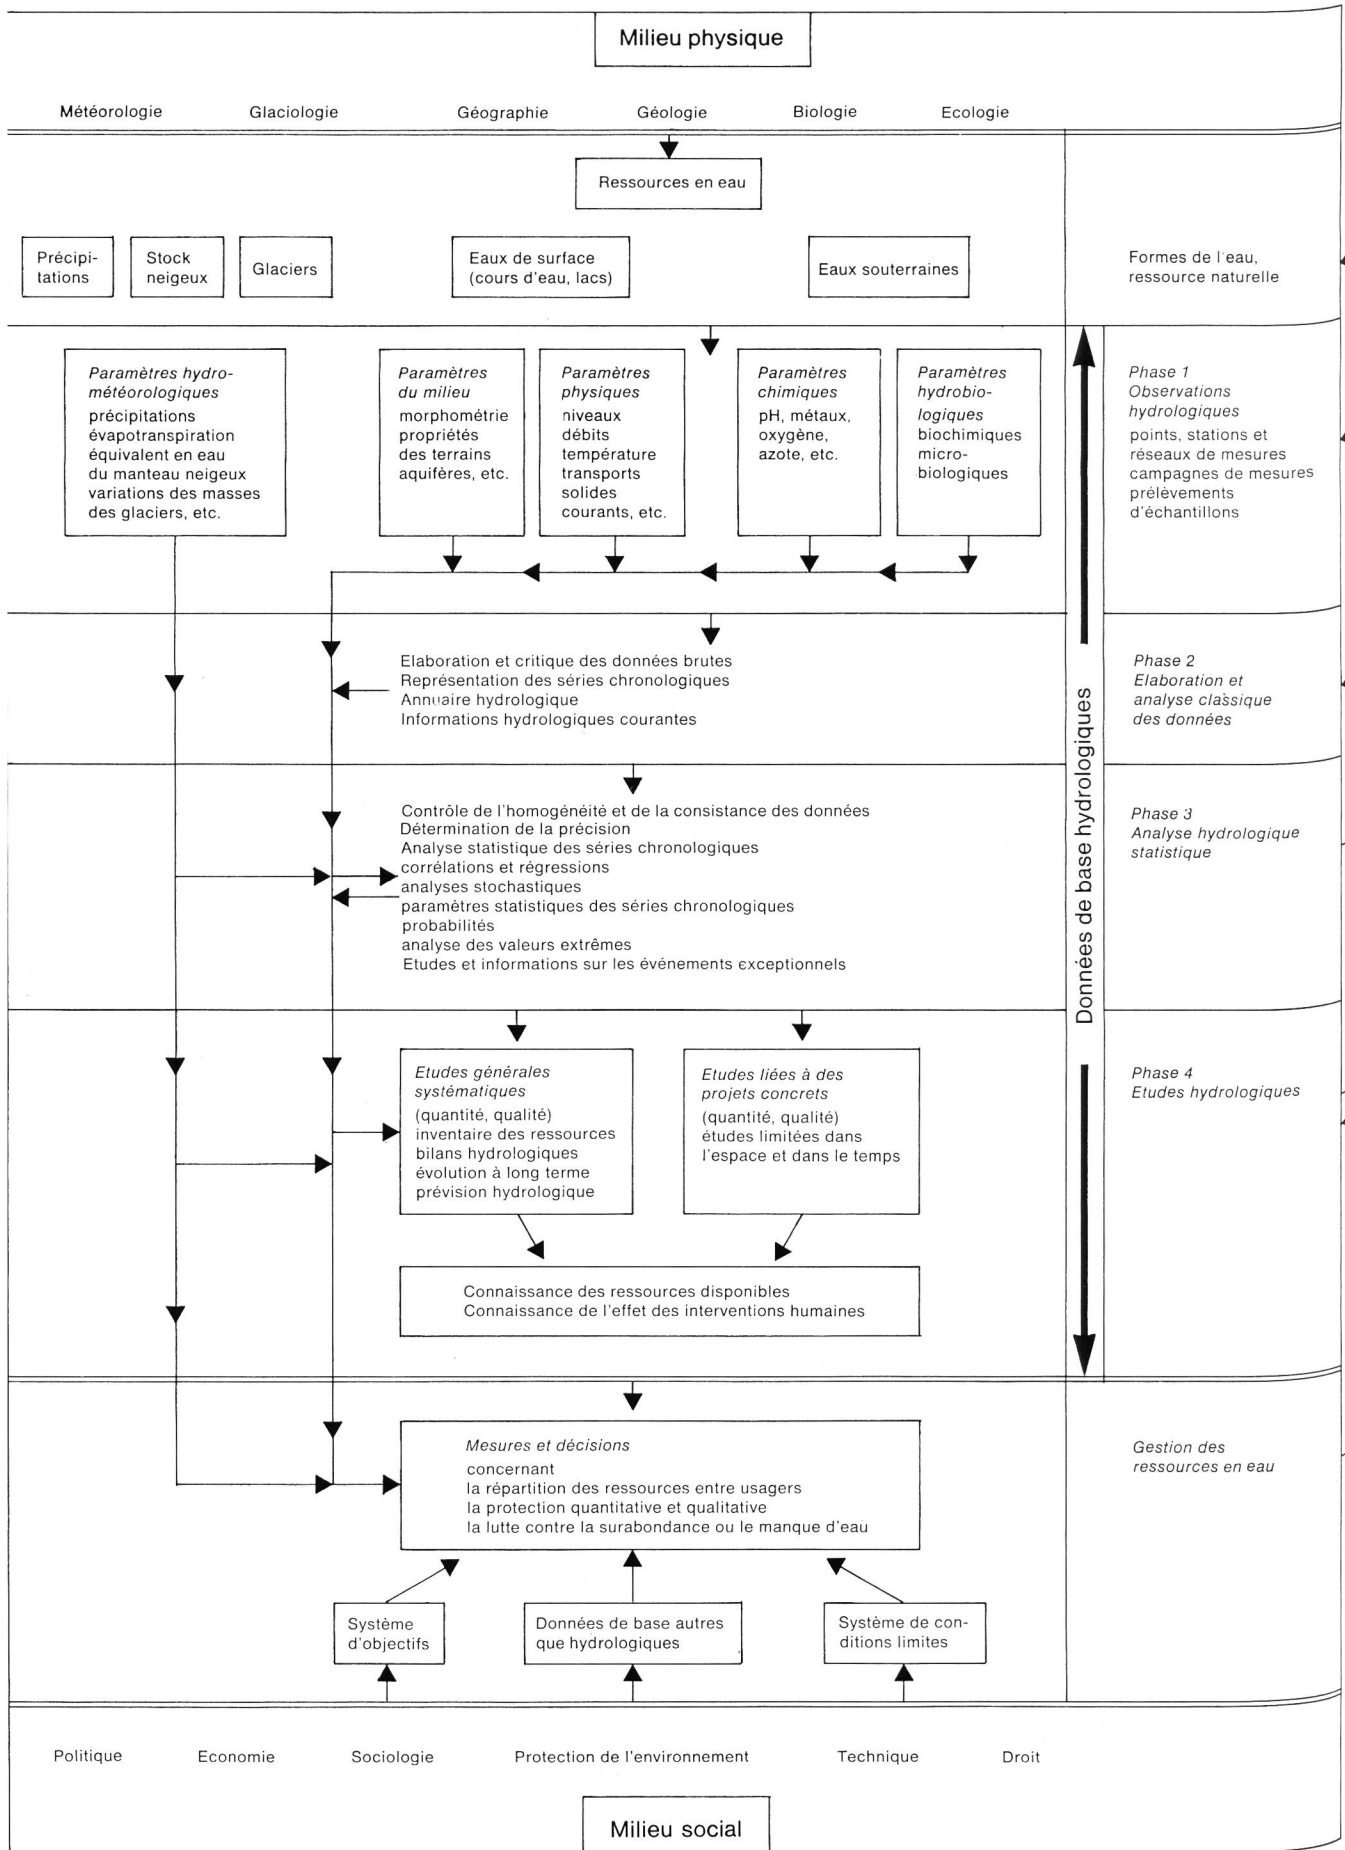 Milieu physique
Météorologie
Glaciologie
Géographie
Géologie
Biologie
Ecologie
Ressources en eau
Précipi-
tations
Stock
neigeux
Glaciers
Eaux de surface
(cours d'eau, lacs)
Eaux souterraines
Formes de l'eau,
ressource naturelle
Paramètres hydro-
météorologiques
précipitations
évapotranspiration
équivalent en eau
du manteau neigeux
variations des masses
des glaciers, etc.
Paramètres
du milieu
morphométrie
propriétés
des terrains
aquifères, etc.
Paramètres
physiques
niveaux
débits
température
transports
solides
courants, etc.
Paramètres
chimiques
pH, métaux,
oxygène,
azote, etc.
Paramètres
hydrobio-
logiques
biochimiques
micro-
biologiques
Phase 1
Observations
hydrologiques
points, stations et
réseaux de mesures
campagnes de mesures
prélèvements
d'échantillons
Elaboration et critique des données brutes
Représentation des séries chronologiques
Annuaire hydrologique
Informations hydrologiques courantes
Phase 2
Elaboration et
analyse classique
des données
Données de base hydrologiques
Contrôle de l'homogénéité et de la consistance des données
Détermination de la précision
Analyse statistique des séries chronologiques
corrélations et régressions
analyses stochastiques
paramètres statistiques des séries chronologiques
probabilités
analyse des valeurs extrêmes
Etudes et informations sur les événements exceptionnels
Phase 3
Analyse hydrologique
statistique
Etudes générales
systématiques
(quantité, qualité)
inventaire des ressources
bilans hydrologiques
évolution à long terme
prévision hydrologique
Etudes liées à des
projets concrets
(quantité, qualité)
études limitées dans
l'espace et dans le temps
Phase 4
Etudes hydrologiques
Connaissance des ressources disponibles
Connaissance de l'effet des interventions humaines
Mesures et décisions
concernant
la répartition des ressources entre usagers
la protection quantitative et qualitative
la lutte contre la surabondance ou le manque d'eau
Gestion des
ressources en eau
Système
d'objectifs
Données de base autres
que hydrologiques
Système de con-
ditions limites
Politique
Economie
Sociologie
Protection de l'environnement
Technique
Droit
Milieu social